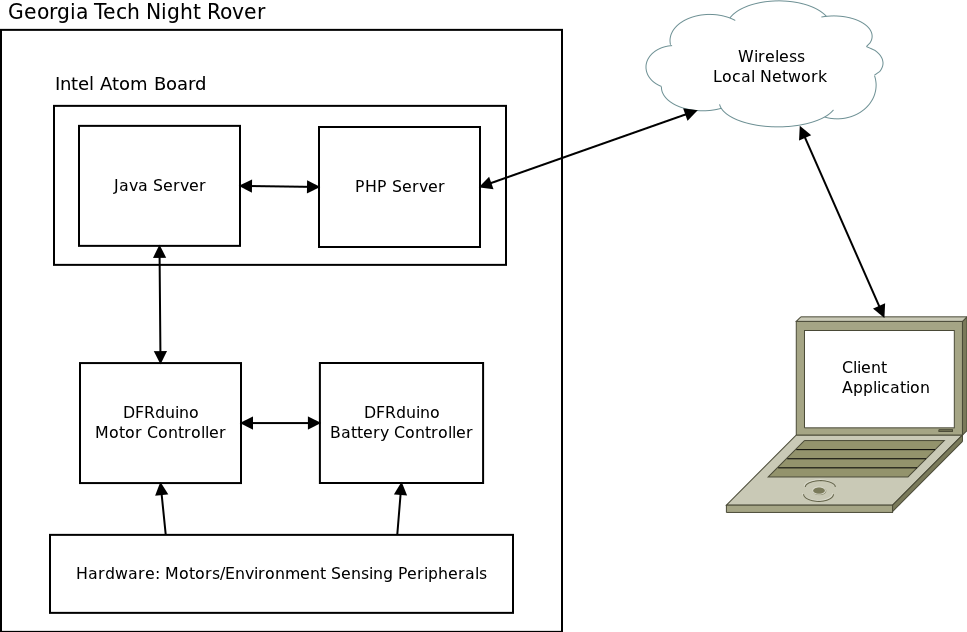 Georgia Tech Night Rover
Wireless
Local Network
Intel Atom Board
Java Server
PHP Server
Client
Application
DFRduino
Motor Controller
DFRduino
Battery Controller
Hardware: Motors/Environment Sensing Peripherals